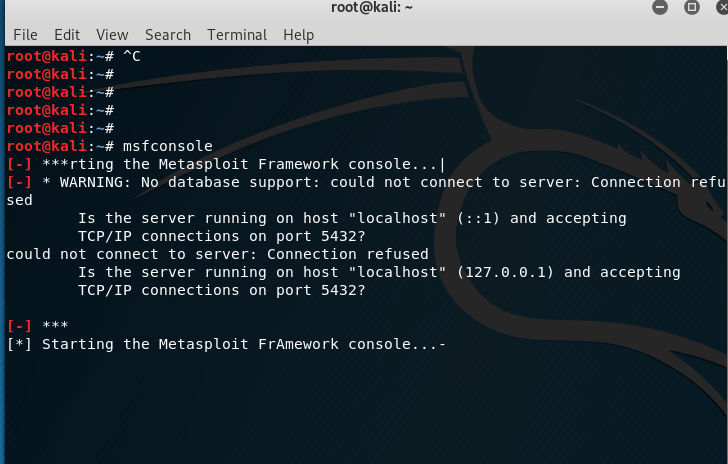 root@kali: ~
File Edit View Search Terminal Help
root@kali:~# ^C
root@kali:~#
root@kali:~#
root@kali:~#
root@kali:~#
root@kali:~# msfconsole
[-] ***rting the Metasploit Framework console...|
[-] * WARNING: No database support: could not connect to server: Connection refu
sed
Is the server running on host "localhost" (::1) and accepting
TCP/IP connections on port 5432?
could not connect to server: Connection refused
Is the server running on host "localhost" (127.0.0.1) and accepting
TCP/IP connections on port 5432?
[-] ***
[*] Starting the Metasploit FrAmework console...-